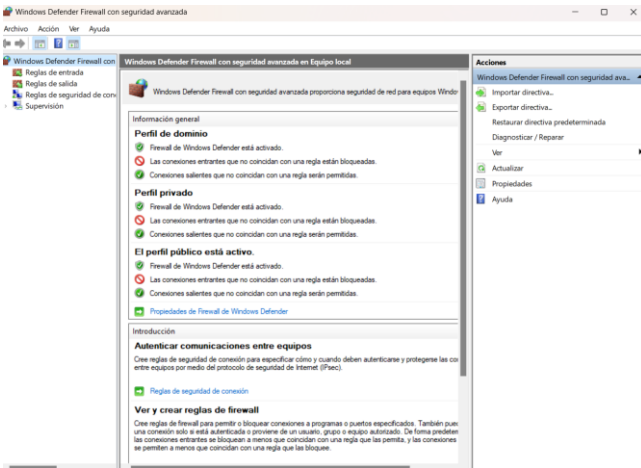 Windows Defender Firewall con seguridad avanzada
Archivo Acción Ver Ayuda
Windows Defender Firewall con
Reglas de entrada
Reglas de salida
Reglas de seguridad de con
Supervisión
Windows Defender Firewall con seguridad avanzada en Equipo local
Windows Defender Firewall con seguridad avanzada proporciona seguridad de red para equipos Window
Información general
Perfil de dominio
Firewall de Windows Defender está activado.
Las conexiones entrantes que no coincidan con una regla están bloqueadas.
Conexiones salientes que no coincidan con una regla serán permitidas.
Perfil privado
Firewall de Windows Defender está activado.
Las conexiones entrantes que no coincidan con una regla están bloqueadas.
Conexiones salientes que no coincidan con una regla serán permitidas.
El perfil público está activo.
Firewall de Windows Defender está activado.
Las conexiones entrantes que no coincidan con una regla están bloqueadas.
Conexiones salientes que no coincidan con una regla serán permitidas.
Propiedades de Firewall de Windows Defender
Introducción
Autenticar comunicaciones entre equipos
Cree reglas de seguridad de conexión para especificar cómo y cuando deben autenticarse y protegerse las co
entre equipos por medio del protocolo de seguridad de Internet (IPsec).
Reglas de seguridad de conexión
Ver y crear reglas de firewall
Cree reglas de firewall para permitir o bloquear conexiones a programas o puertos especificados. También pue
una conexión solo si está autenticada o proviene de un usuario, grupo o equipo autorizado. De forma predeter
las conexiones entrantes se bloquean a menos que coincidan con una regla que las permita, y las conexiones
se permiten a menos que coincidan con una regla que las bloquee.
Acciones
Windows Defender Firewall con seguridad ava...
Importar directiva...
Exportar directiva...
Restaurar directiva predeterminada
Diagnosticar / Reparar
Ver
Actualizar
Propiedades
Ayuda